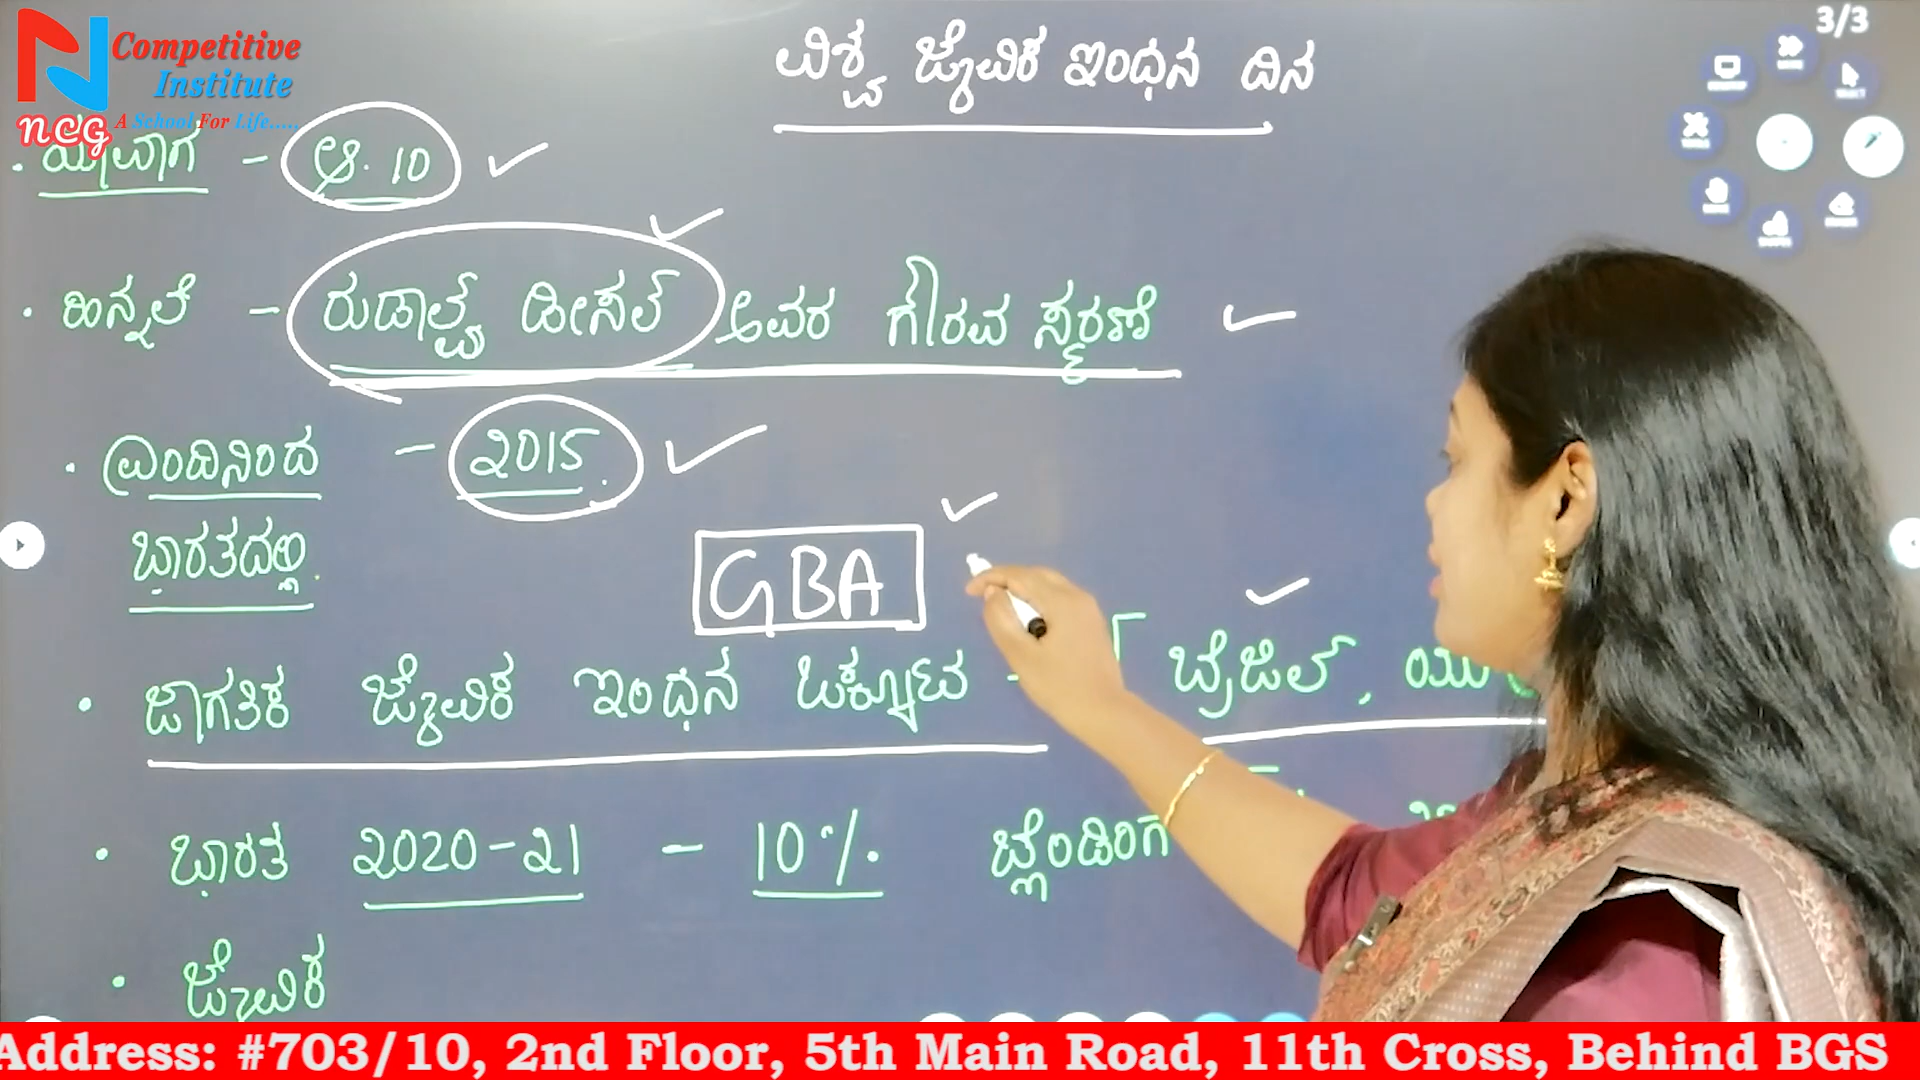 Competitive
Institute
NCG A School For Life.....
3/3
ವಿಶ್ವ ಜೈವಿಕ ಇಂಧನ ದಿನ
. ಯಾವಾಗ - ಆ. 10
. ಹಿನ್ನಲೆ - ರುಡಾಲ್ಫ್ ಡೀಸಲ್ ಅವರ ಗೌರವ ಸ್ಮರಣೆ
. ಎಂದಿನಿಂದ - 2015.
ಭಾರತದಲ್ಲಿ
GBA
. ಜಾಗತಿಕ ಜೈವಿಕ ಇಂಧನ ಒಕ್ಕೂಟ - ಬ್ರೆಜಿಲ್,
. ಭಾರತ 2020-21 - 10%. ಬ್ಲೆಂಡಿಂಗ್
. ಜೈವಿಕ
Address: #703/10, 2nd Floor, 5th Main Road, 11th Cross, Behind BGS